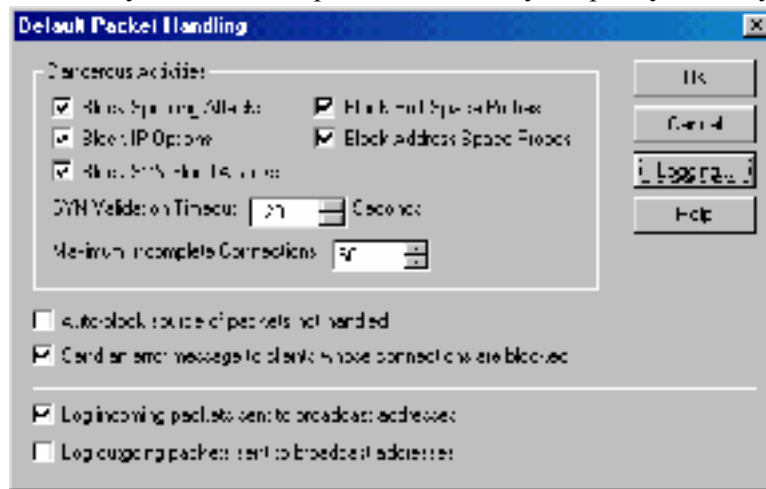 Default Packet Handling
Dangerous Activities
Block Spoofing Attacks
Block Port Space Probes
Block IP Options
Block Address Space Probes
Block SYN Flood Attacks
SYN Validation Timeout Seconds
Maximum Incomplete Connections
OK
Cancel
Logging...
Help
Auto-block source of packets not handled
Send an error message to clients whose connections are blocked
Log incoming packets sent to broadcast addresses
Log outgoing packets sent to broadcast addresses